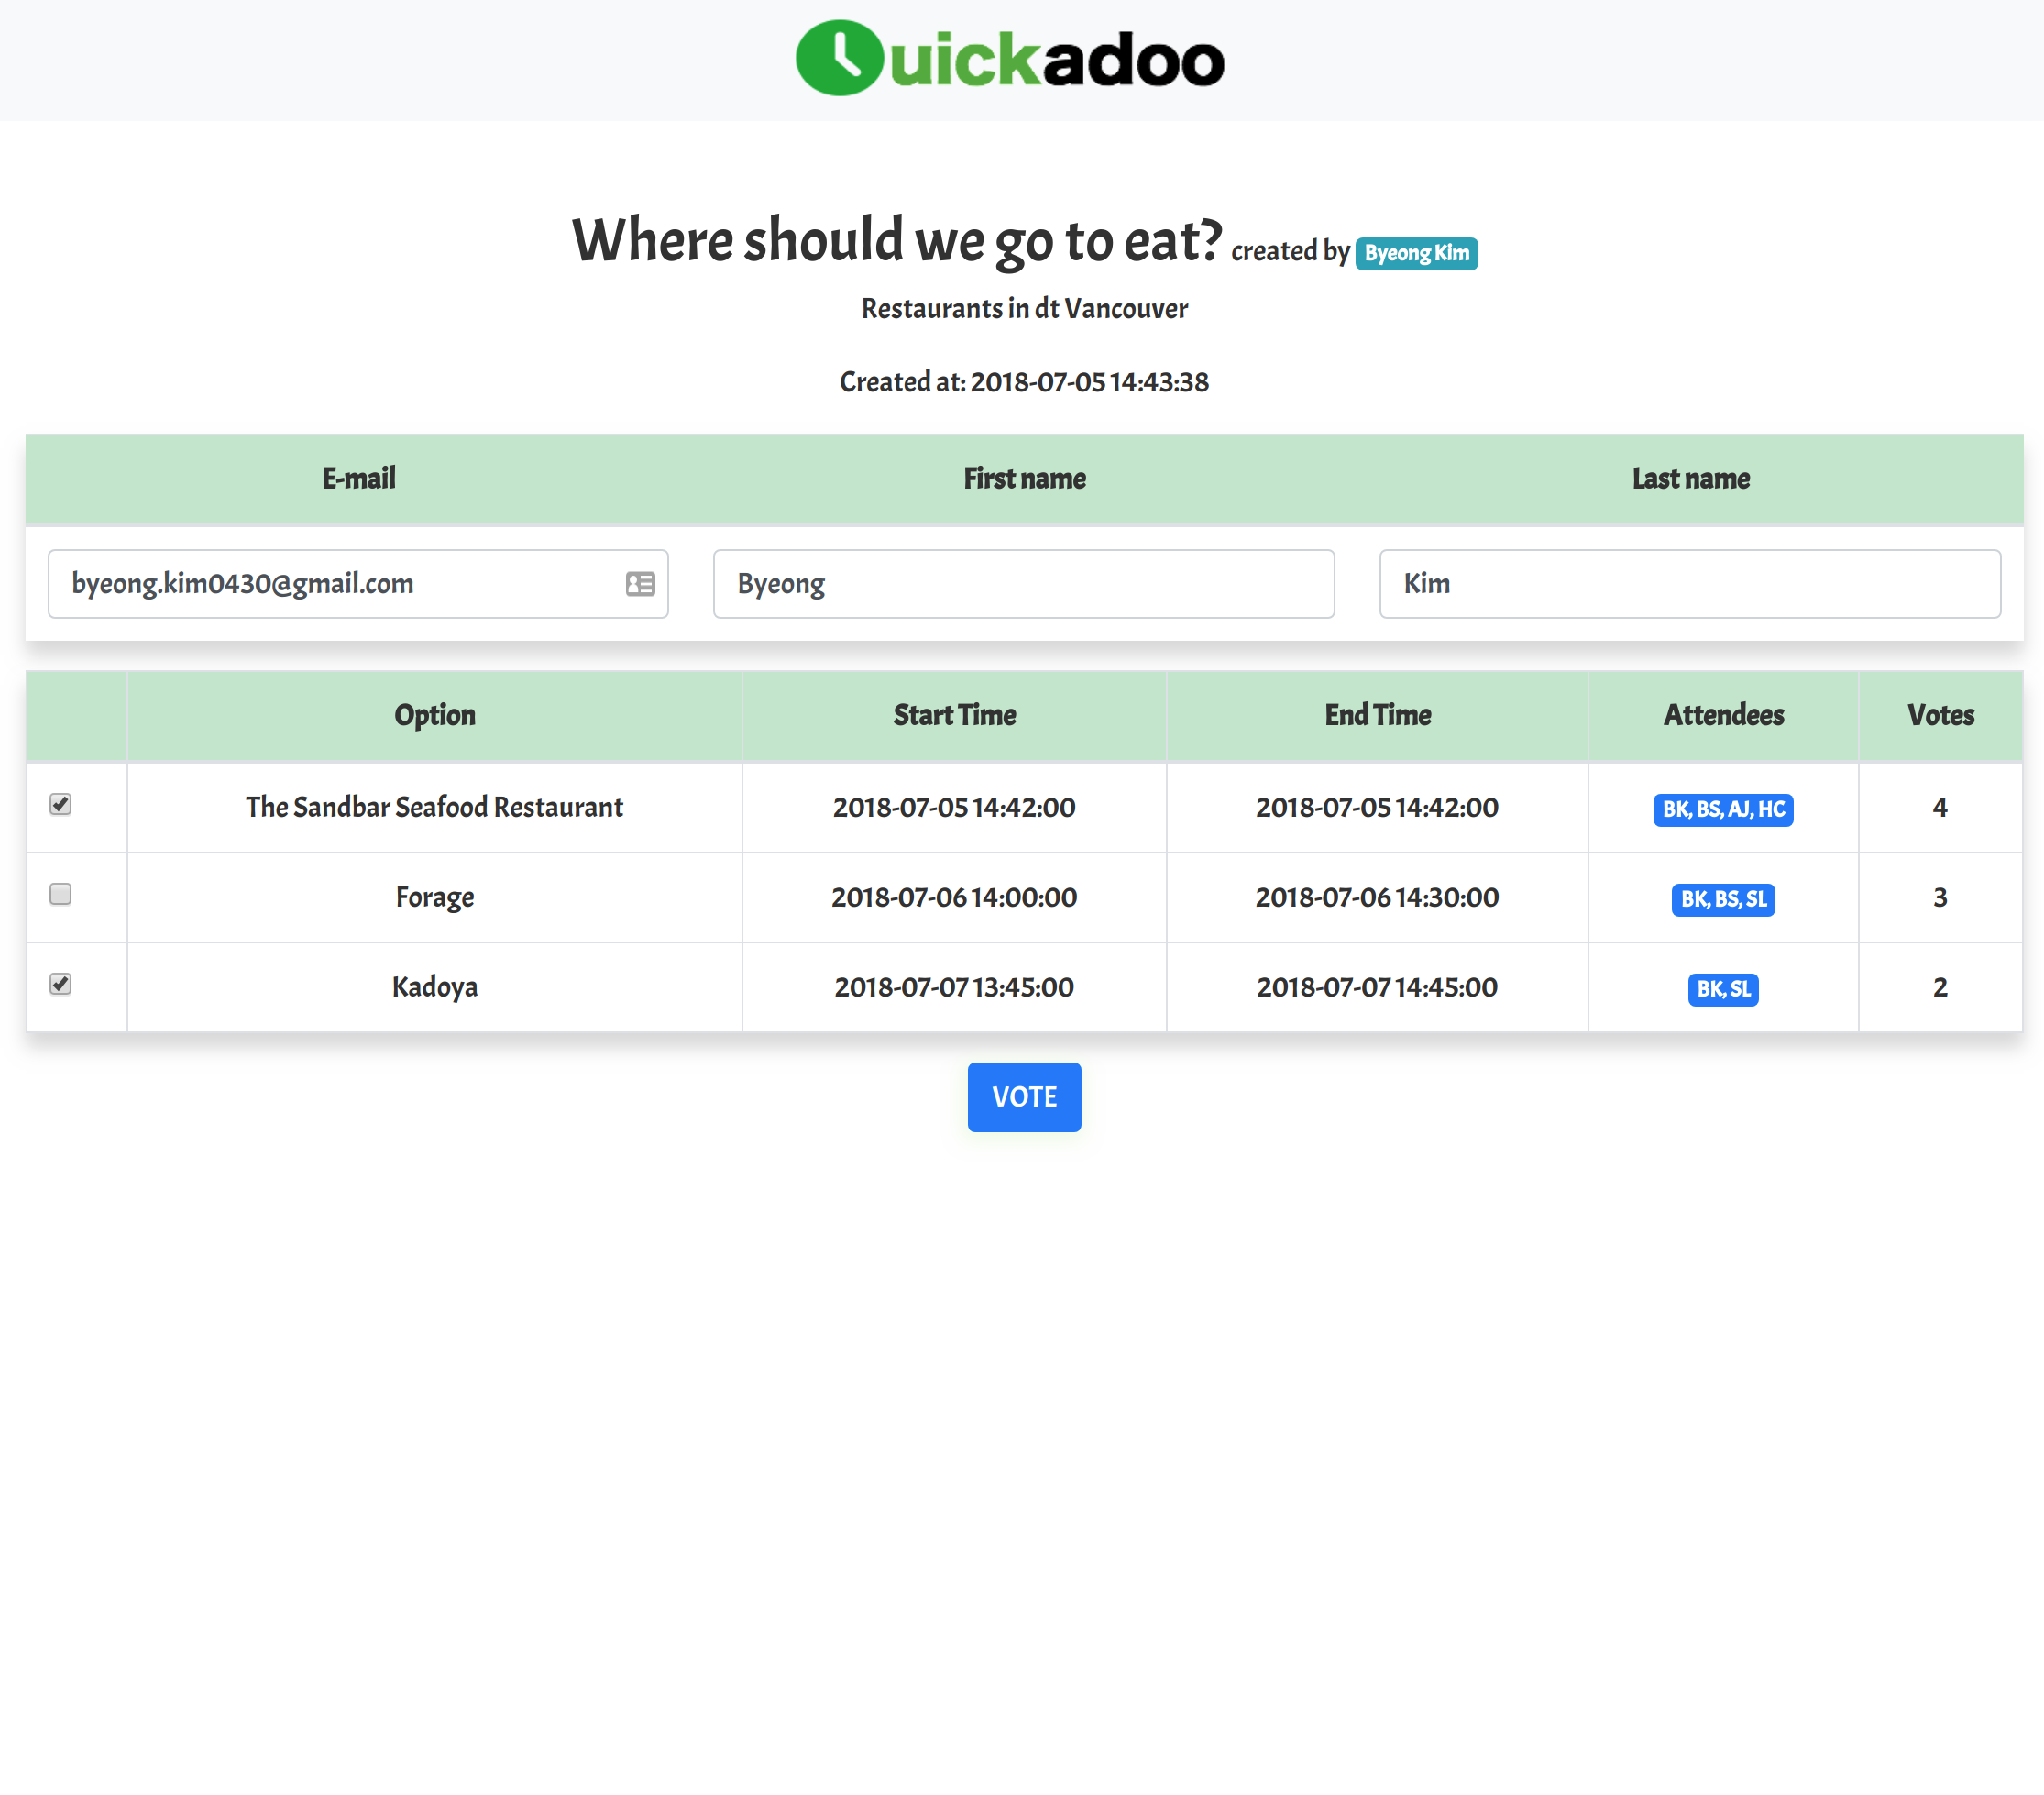 Quickadoo
Where should we go to eat? created by Byeong Kim
Restaurants in dt Vancouver
Created at: 2018-07-05 14:43:38
E-mail First name Last name
byeong.kim0430@gmail.com Byeong Kim
Option Start Time End Time Attendees Votes
The Sandbar Seafood Restaurant 2018-07-05 14:42:00 2018-07-05 14:42:00 BK, BS, AJ, HC 4
Forage 2018-07-06 14:00:00 2018-07-06 14:30:00 BK, BS, SL 3
Kadoya 2018-07-07 13:45:00 2018-07-07 14:45:00 BK, SL 2
VOTE